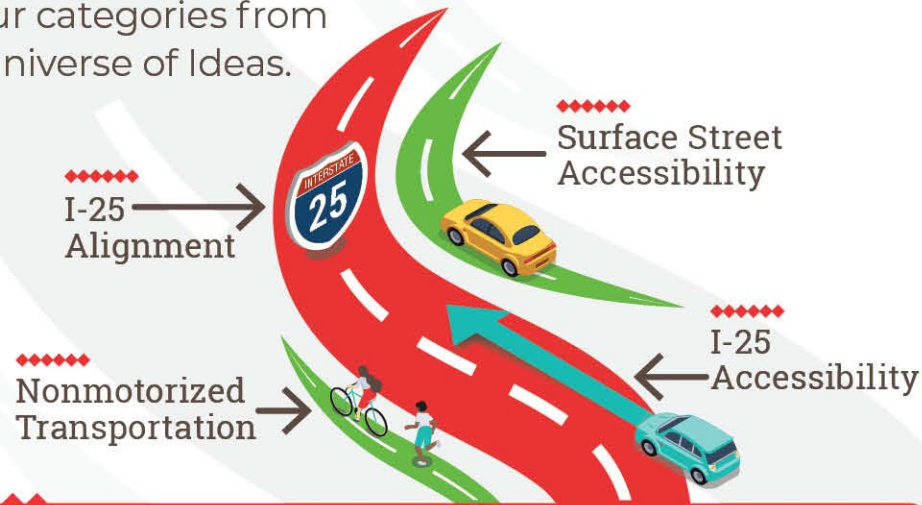 ur categories from
niverse of Ideas.
Surface Street
Accessibility
INTERSTATE
25
I-25
Alignment
I-25
Accessibility
Nonmotorized
Transportation